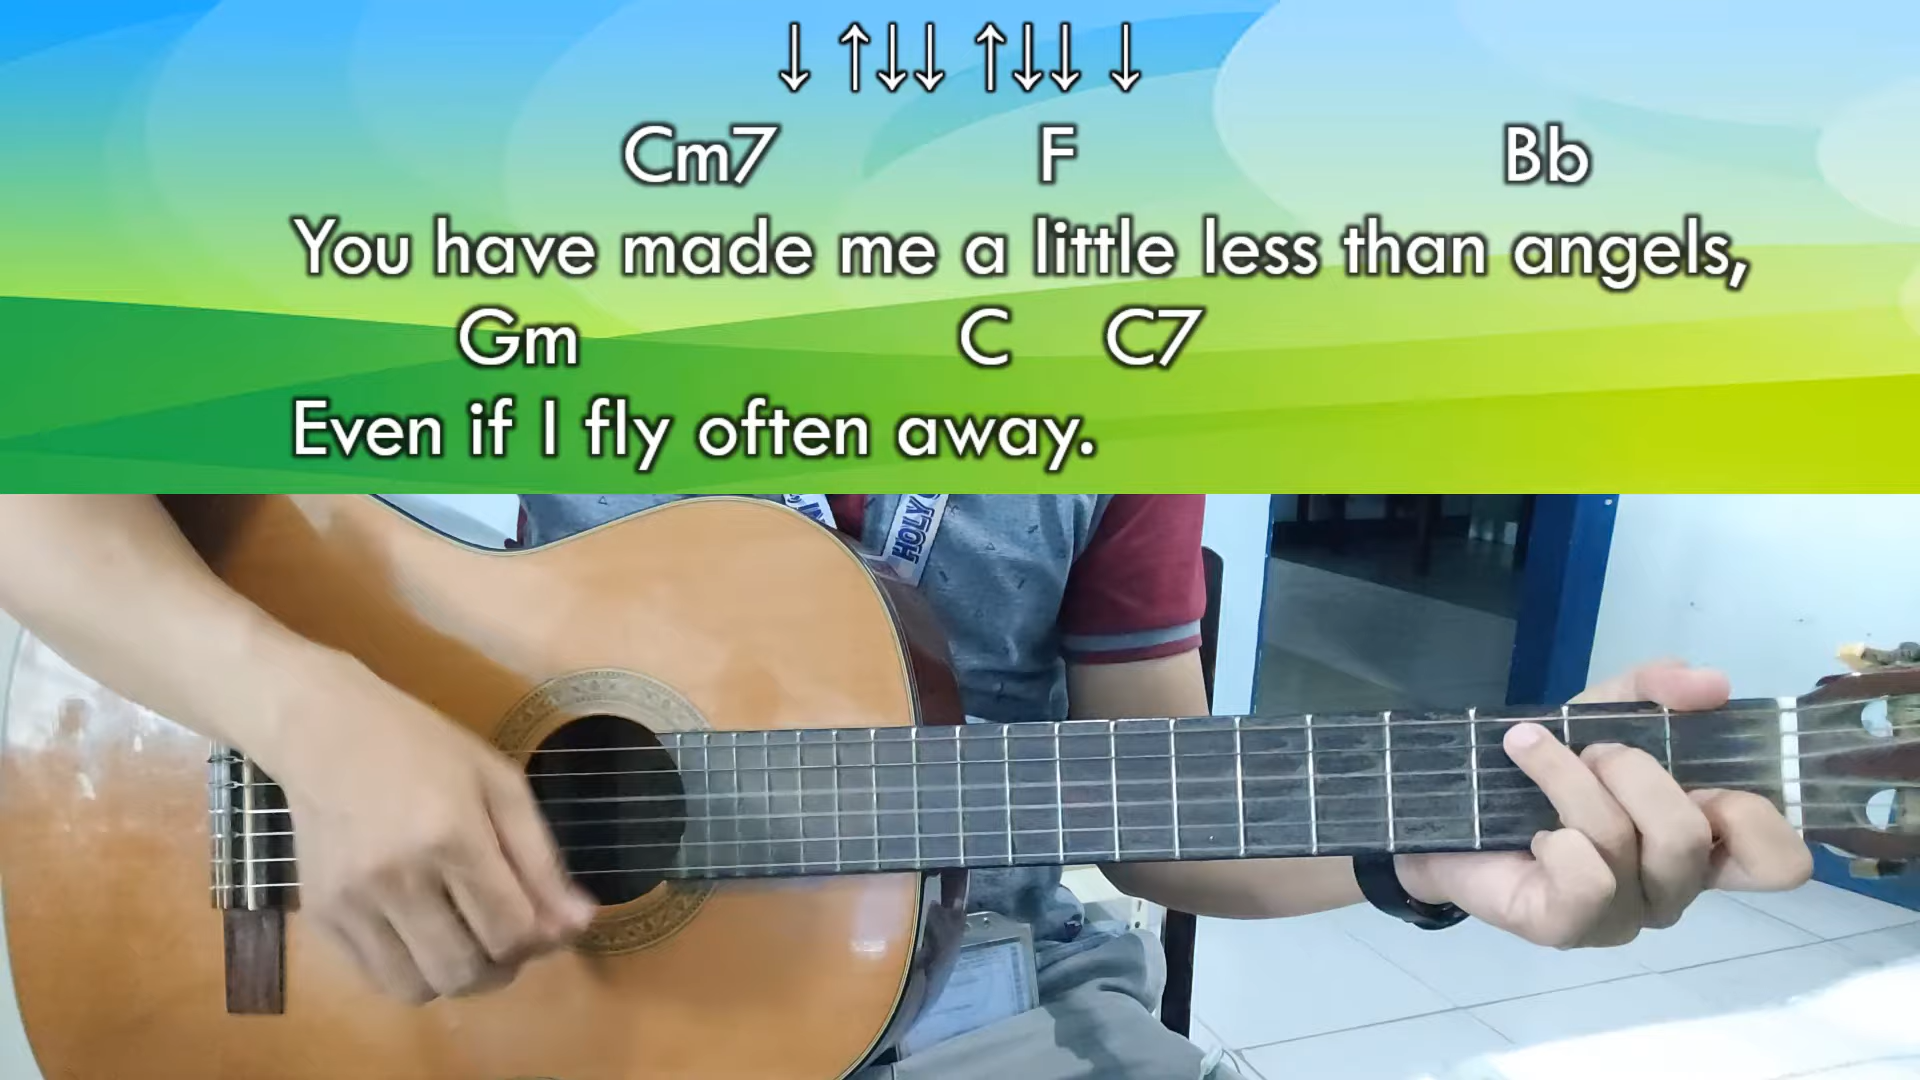 ↓ ↑↓↓ ↑↓↓ ↓
Cm7 F Bb
You have made me a little less than angels,
Gm C C7
Even if I fly often away.
HOLY